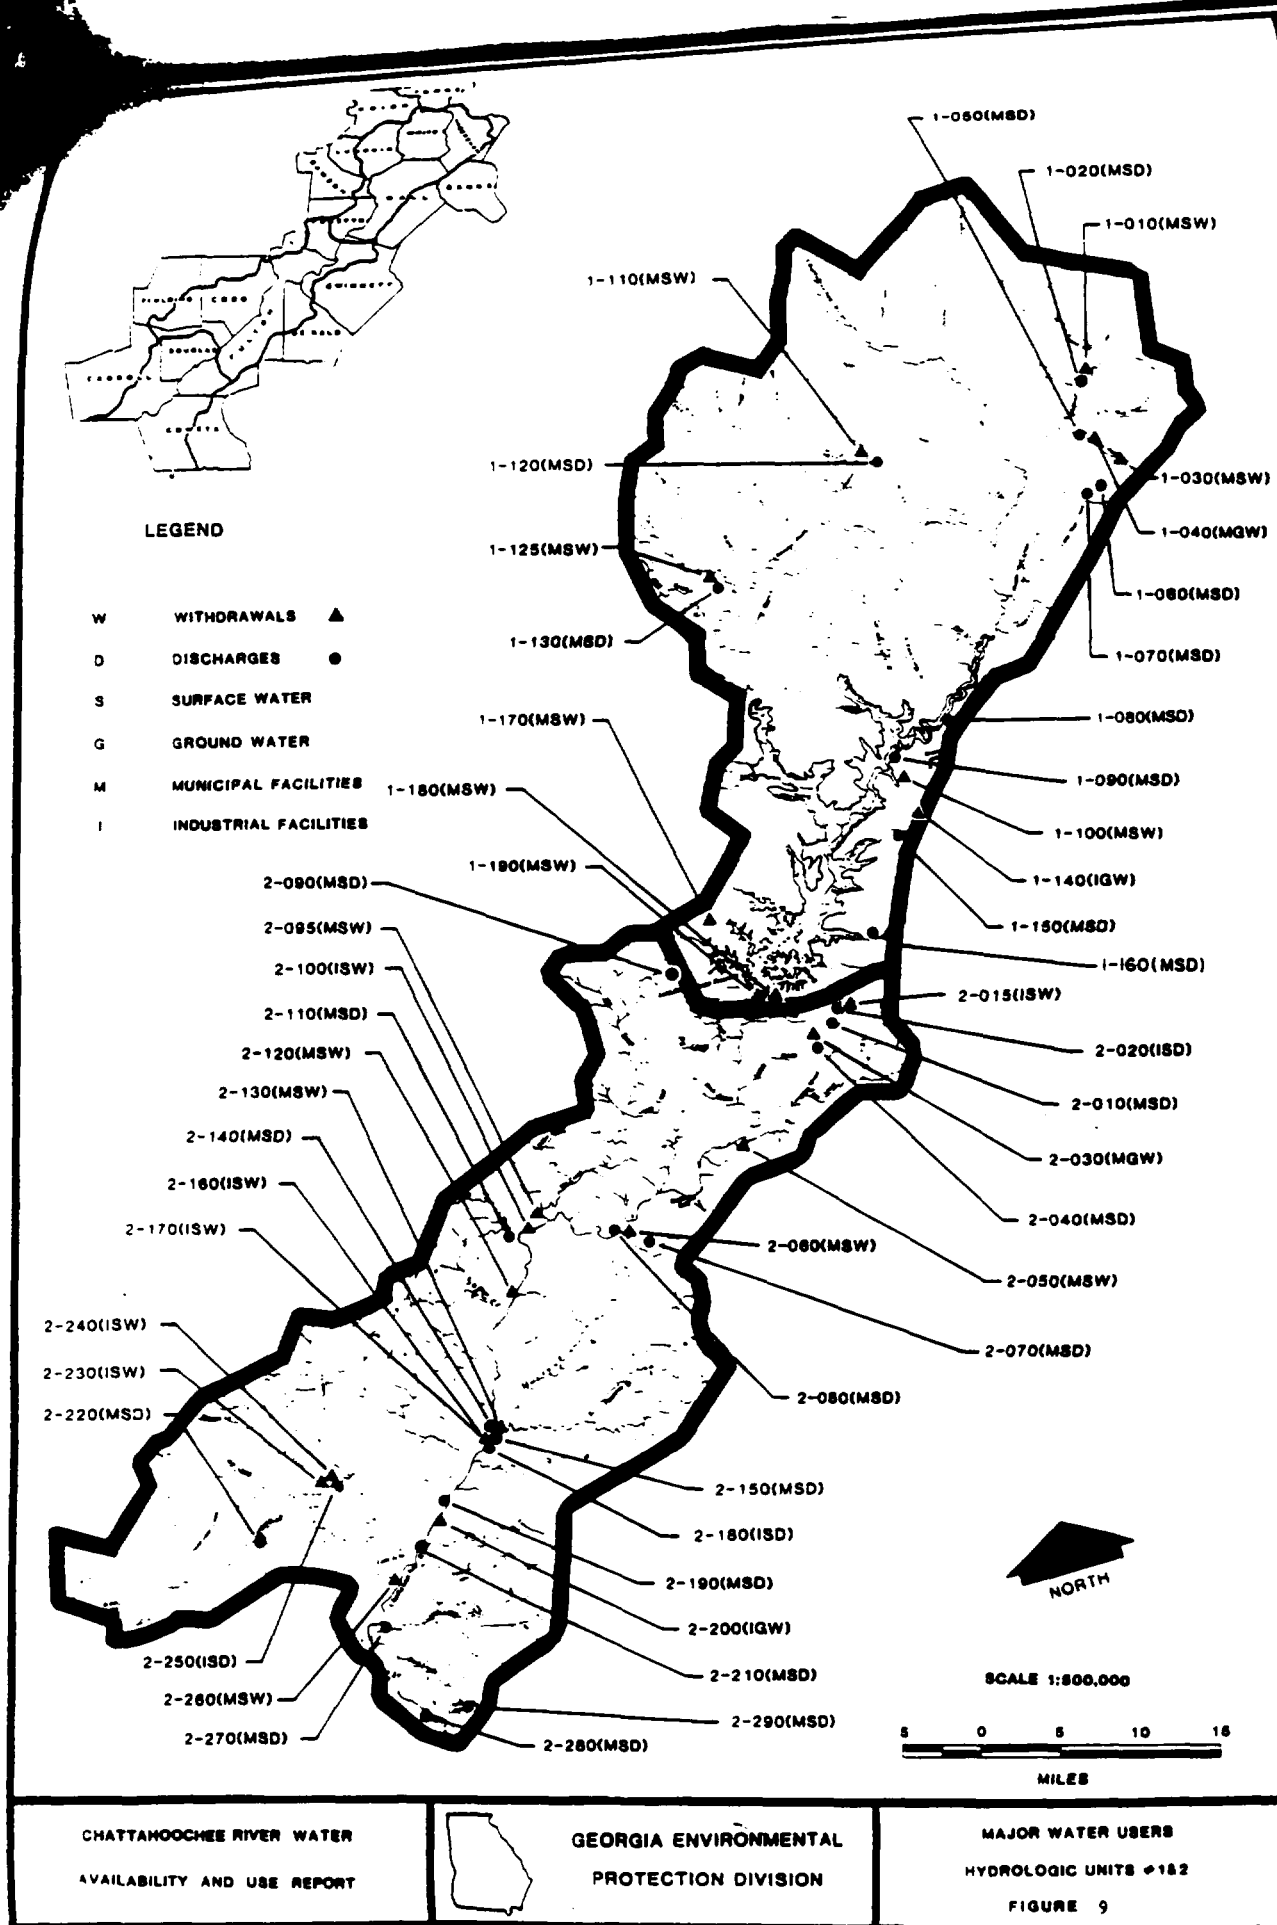 1-050(MSD)
1-020(MSD)
1-010(MSW)
1-110(MSW)
1-120(MSD)
1-030(MSW)
1-040(MGW)
1-125(MSW)
1-060(MSD)
1-130(MSD)
1-070(MSD)
1-170(MSW)
1-080(MSD)
1-180(MSW)
1-090(MSD)
1-100(MSW)
1-190(MSW)
1-140(IGW)
2-090(MSD)
1-150(MSD)
2-095(MSW)
1-160(MSD)
2-100(ISW)
2-015(ISW)
2-110(MSD)
2-020(ISD)
2-120(MSW)
2-010(MSD)
2-130(MSW)
2-030(MGW)
2-140(MSD)
2-040(MSD)
2-160(ISW)
2-060(MSW)
2-170(ISW)
2-050(MSW)
2-240(ISW)
2-070(MSD)
2-230(ISW)
2-080(MSD)
2-220(MSD)
2-150(MSD)
2-180(ISD)
2-190(MSD)
2-200(IGW)
2-250(ISD)
2-210(MSD)
2-260(MSW)
2-290(MSD)
2-270(MSD)
2-280(MSD)
PAULDING COBB
GWINNETT
DE KALB
DOUGLAS
FULTON
CARROLL
COWETA
LEGEND
W WITHDRAWALS
D DISCHARGES
S SURFACE WATER
G GROUND WATER
M MUNICIPAL FACILITIES
I INDUSTRIAL FACILITIES
NORTH
SCALE 1:500,000
5 0 5 10 15
MILES
CHATTAHOOCHEE RIVER WATER
AVAILABILITY AND USE REPORT
GEORGIA ENVIRONMENTAL
PROTECTION DIVISION
MAJOR WATER USERS
HYDROLOGIC UNITS #1&2
FIGURE 9